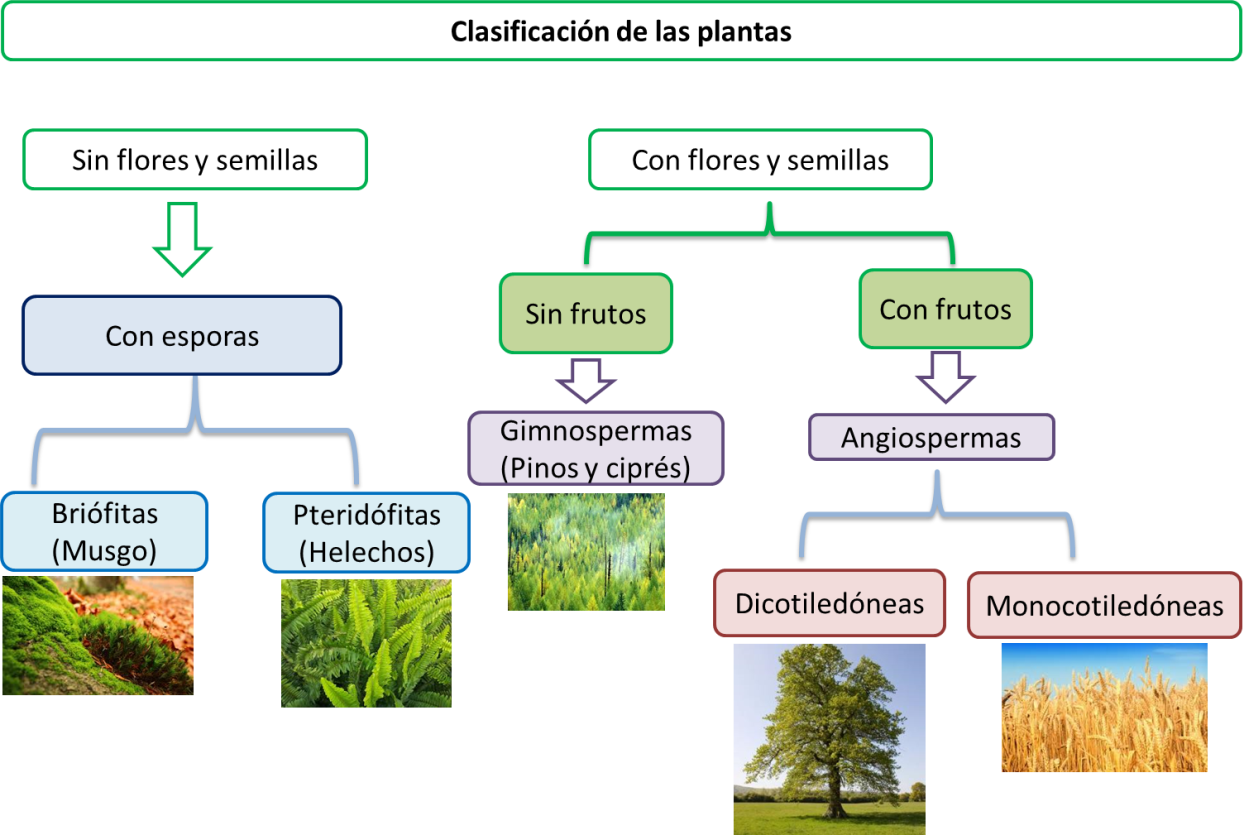 Clasificación de las plantas
Sin flores y semillas
Con flores y semillas
Con esporas
Sin frutos
Con frutos
Briófitas
(Musgo)
Pteridófitas
(Helechos)
Gimnospermas
(Pinos y ciprés)
Angiospermas
Dicotiledóneas
Monocotiledóneas